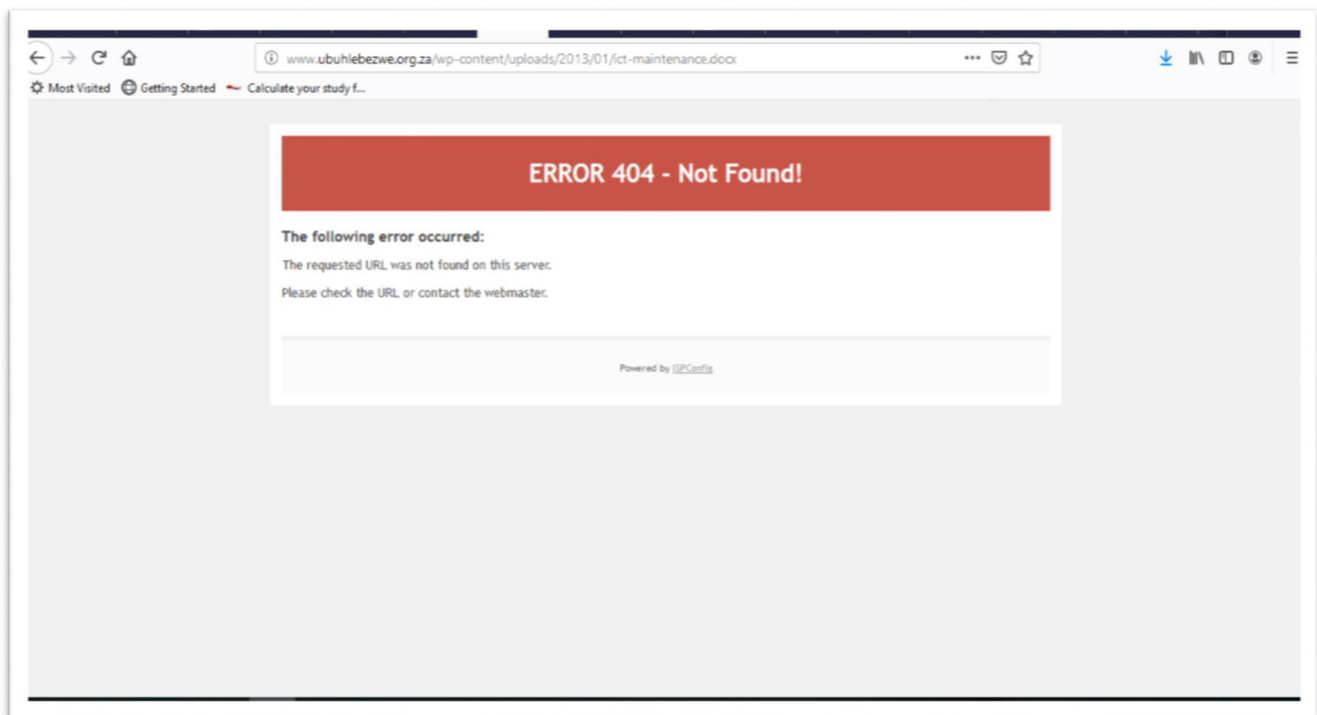 www.ubuhlebezwe.org.za/wp-content/uploads/2013/01/ict-maintenance.docx
Most Visited Getting Started Calculate your study f...
ERROR 404 - Not Found!
The following error occurred:
The requested URL was not found on this server.
Please check the URL or contact the webmaster.
Powered by ISPConfig